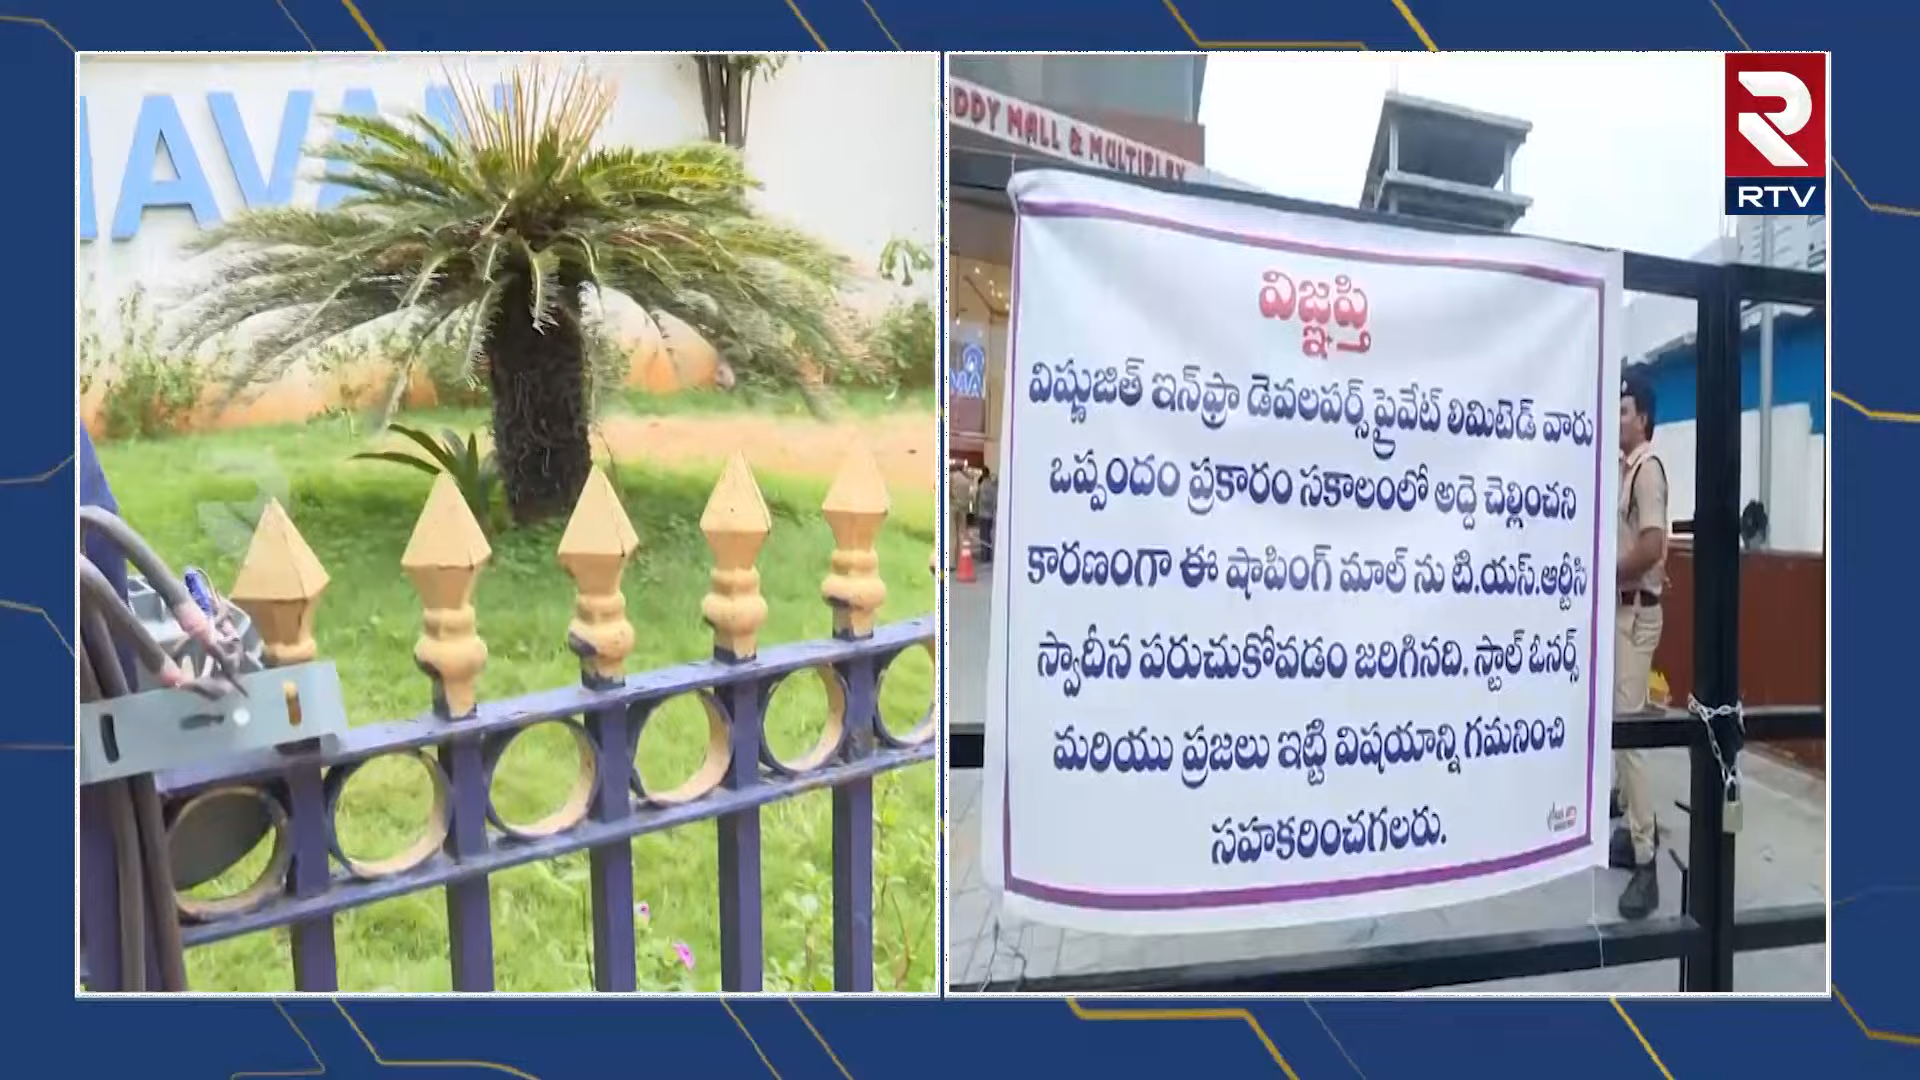 HAVAN
DDY MALL & MULTIPLEX
RTV
విజ్ఞప్తి
విష్ణుజిత్ ఇన్‌ఫ్రా డెవలపర్స్ ప్రైవేట్ లిమిటెడ్ వారు
ఒప్పందం ప్రకారం సకాలంలో అద్దె చెల్లించని
కారణంగా ఈ షాపింగ్ మాల్ ను టి.యస్.ఆర్టీసి
స్వాదీన పరుచుకోవడం జరిగినది. స్టాల్ ఓనర్స్
మరియు ప్రజలు ఇట్టి విషయాన్ని గమనించి
సహకరించగలరు.